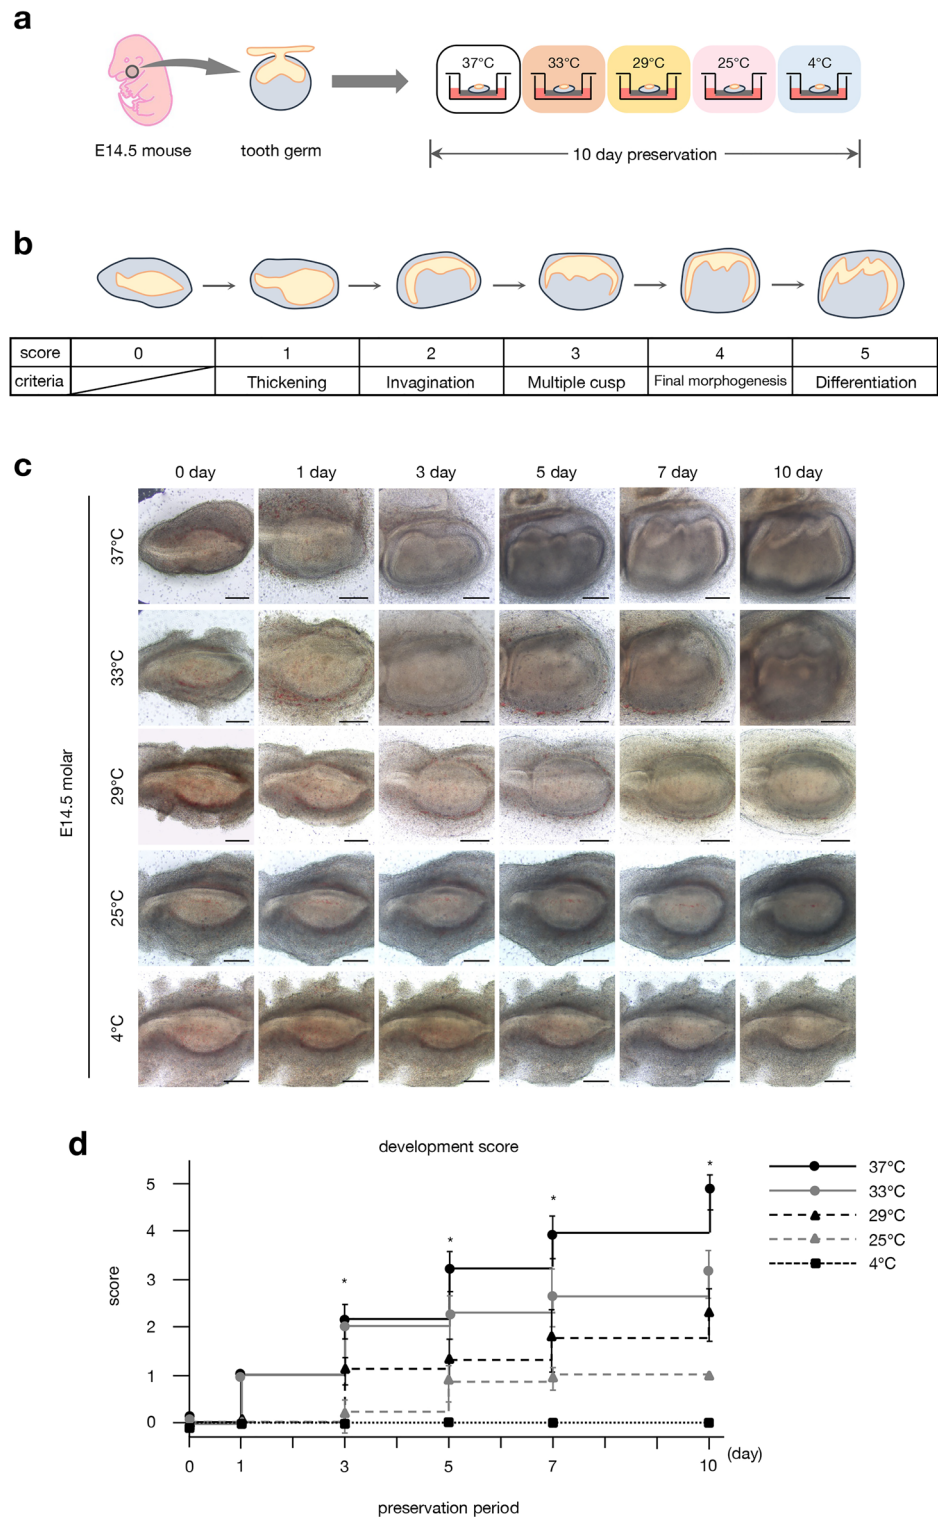 a
37°C 33°C 29°C 25°C 4°C
E14.5 mouse tooth germ 10 day preservation
b
score 0 1 2 3 4 5
criteria Thickening Invagination Multiple cusp Final morphogenesis Differentiation
c
0 day 1 day 3 day 5 day 7 day 10 day
E14.5 molar
37°C
33°C
29°C
25°C
4°C
d
development score
score
5
4
3
2
1
0
* * * *
0 1 3 5 7 10 (day)
preservation period
37°C
33°C
29°C
25°C
4°C